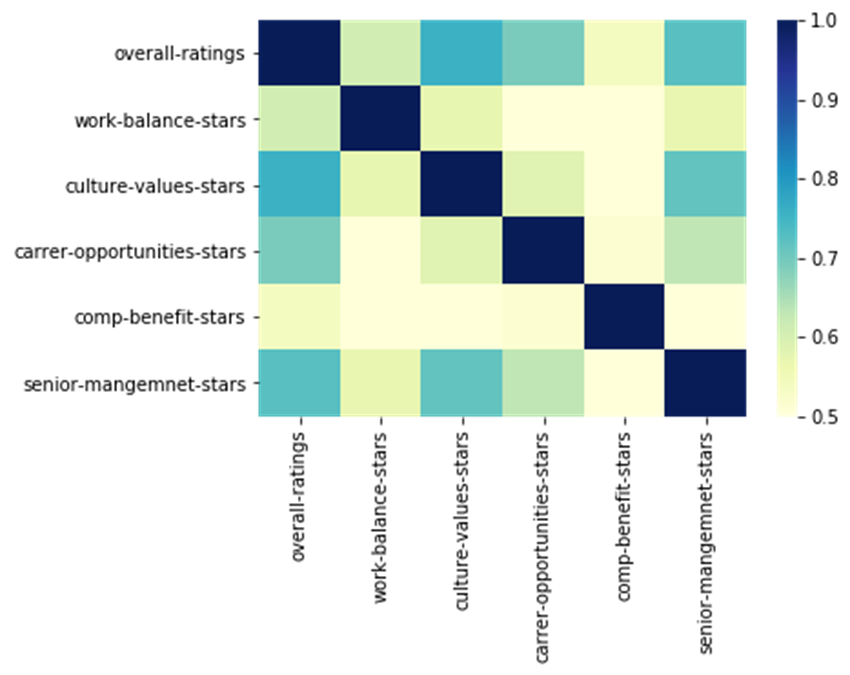 overall-ratings
work-balance-stars
culture-values-stars
carrer-opportunities-stars
comp-benefit-stars
senior-mangemnet-stars
overall-ratings
work-balance-stars
culture-values-stars
carrer-opportunities-stars
comp-benefit-stars
senior-mangemnet-stars
1.0
0.9
0.8
0.7
0.6
0.5